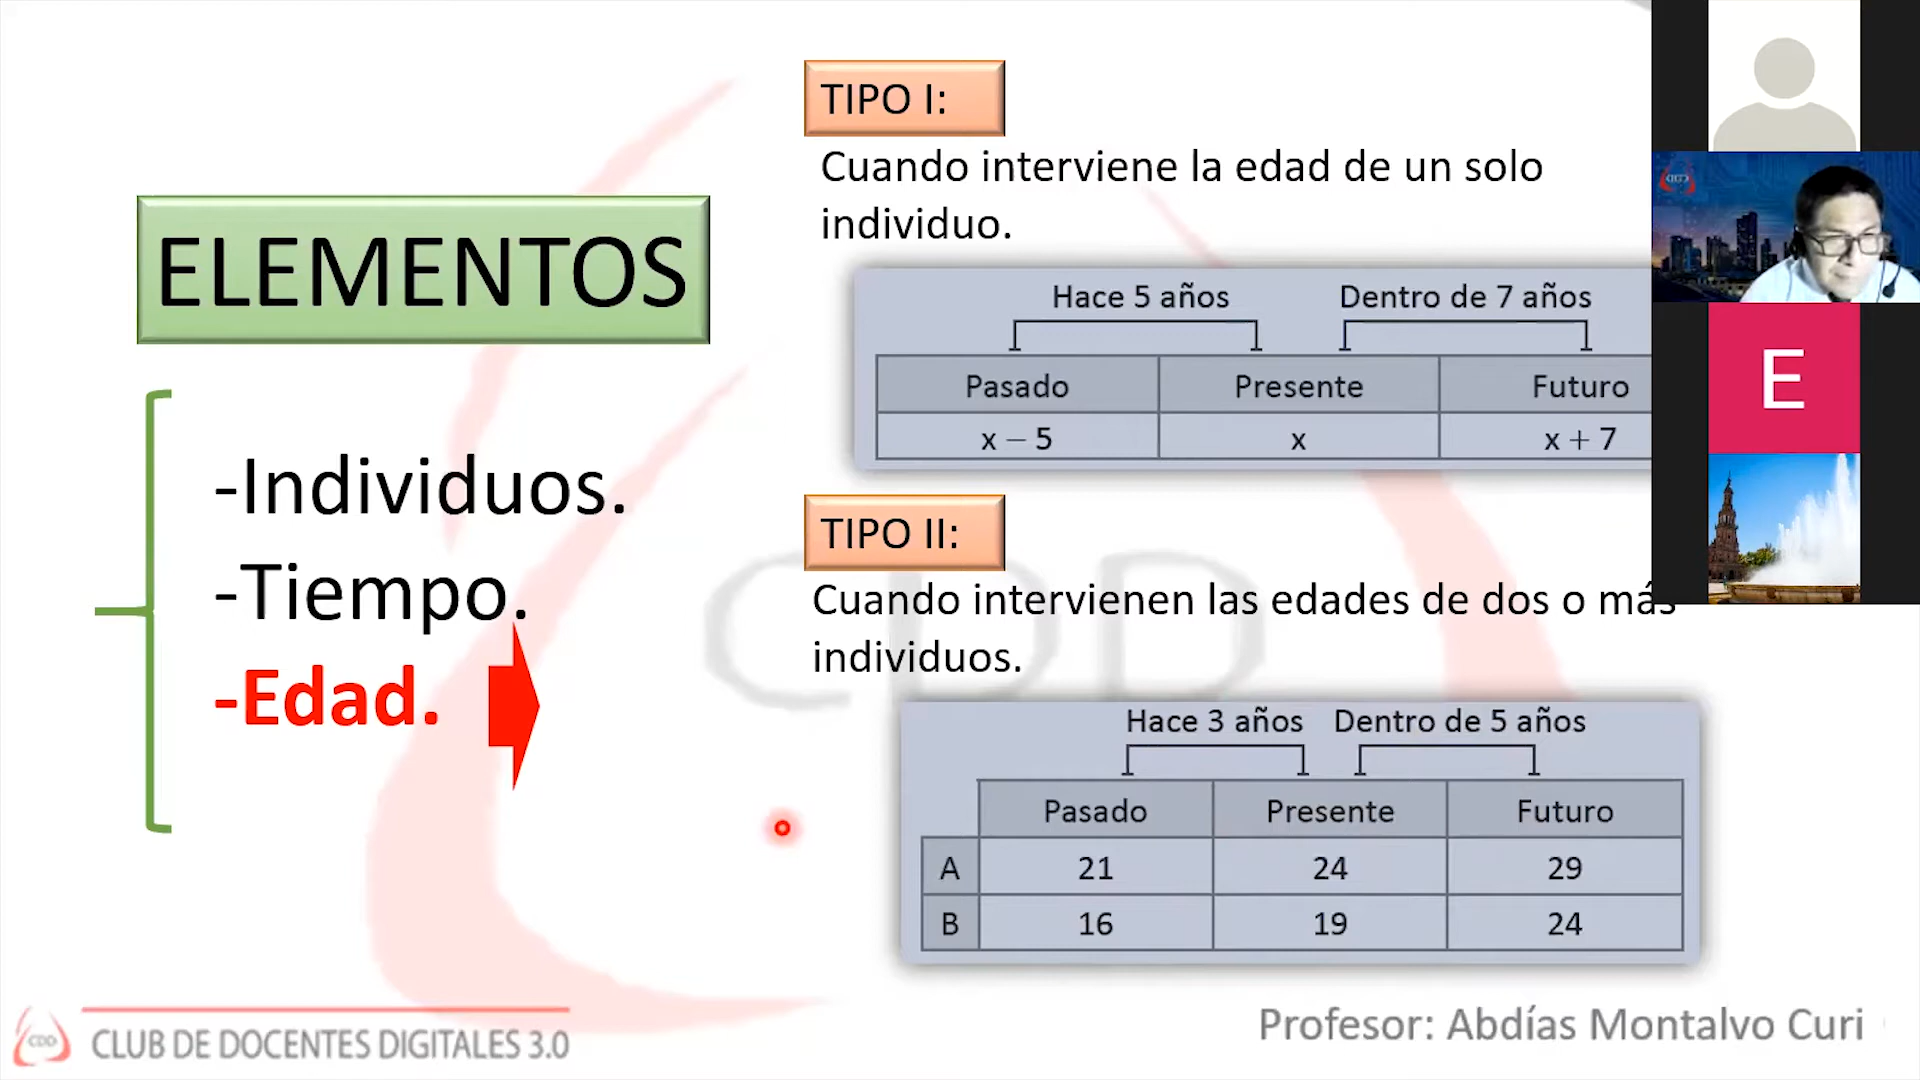 ELEMENTOS
-Individuos.
-Tiempo.
-Edad.
TIPO I:
Cuando interviene la edad de un solo
individuo.
Hace 5 años Dentro de 7 años
Pasado Presente Futuro
x – 5 x x + 7
TIPO II:
Cuando intervienen las edades de dos o más
individuos.
Hace 3 años Dentro de 5 años
Pasado Presente Futuro
A 21 24 29
B 16 19 24
CDD
CDD
E
CDD
CLUB DE DOCENTES DIGITALES 3.0
Profesor: Abdías Montalvo Curi